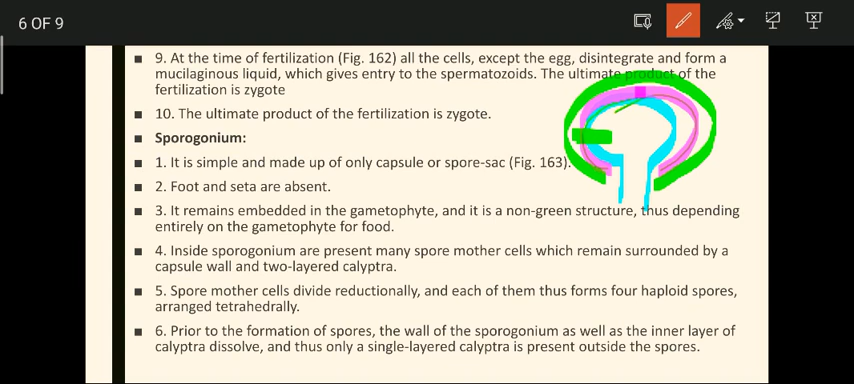 6 OF 9
■ 9. At the time of fertilization (Fig. 162) all the cells, except the egg, disintegrate and form a
mucilaginous liquid, which gives entry to the spermatozoids. The ultimate product of the
fertilization is zygote
■ 10. The ultimate product of the fertilization is zygote.
■ Sporogonium:
■ 1. It is simple and made up of only capsule or spore-sac (Fig. 163).
■ 2. Foot and seta are absent.
■ 3. It remains embedded in the gametophyte, and it is a non-green structure, thus depending
entirely on the gametophyte for food.
■ 4. Inside sporogonium are present many spore mother cells which remain surrounded by a
capsule wall and two-layered calyptra.
■ 5. Spore mother cells divide reductionally, and each of them thus forms four haploid spores,
arranged tetrahedrally.
■ 6. Prior to the formation of spores, the wall of the sporogonium as well as the inner layer of
calyptra dissolve, and thus only a single-layered calyptra is present outside the spores.